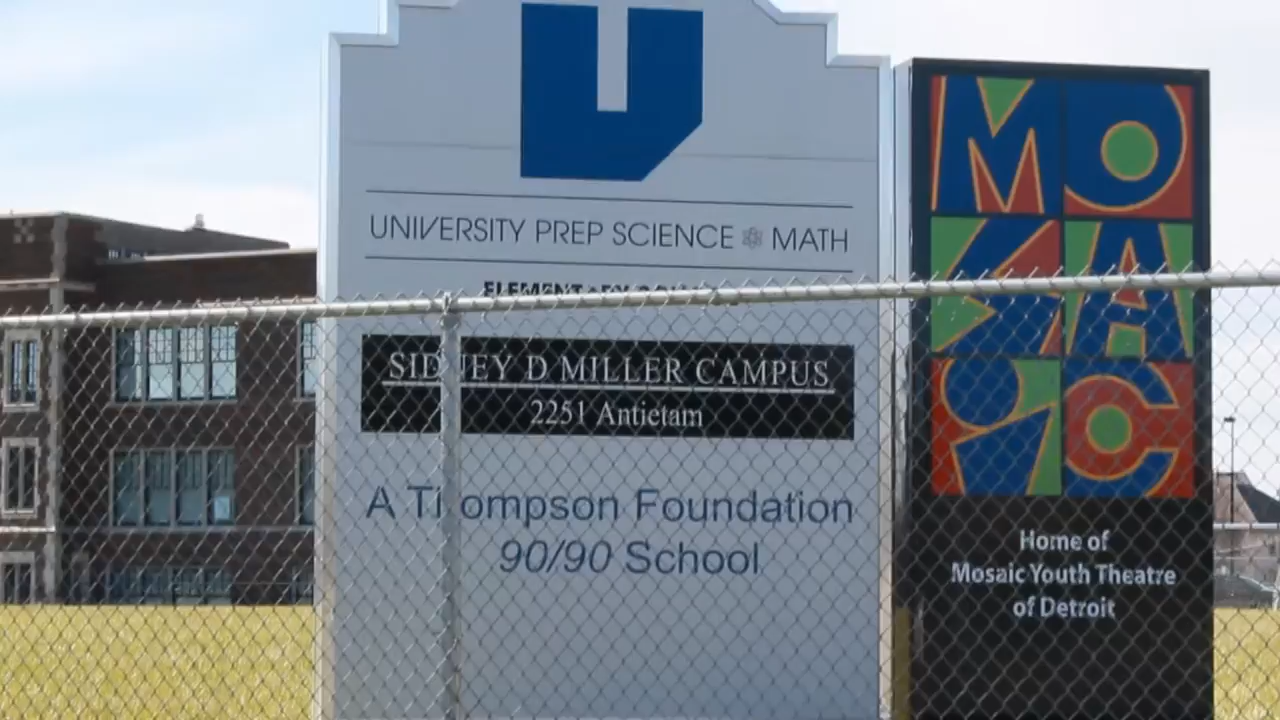 U
UNIVERSITY PREP SCIENCE MATH
ELEMENTARY
SIDNEY D MILLER CAMPUS
2251 Antietam
A Thompson Foundation
90/90 School
MOSAIC
Home of
Mosaic Youth Theatre
of Detroit